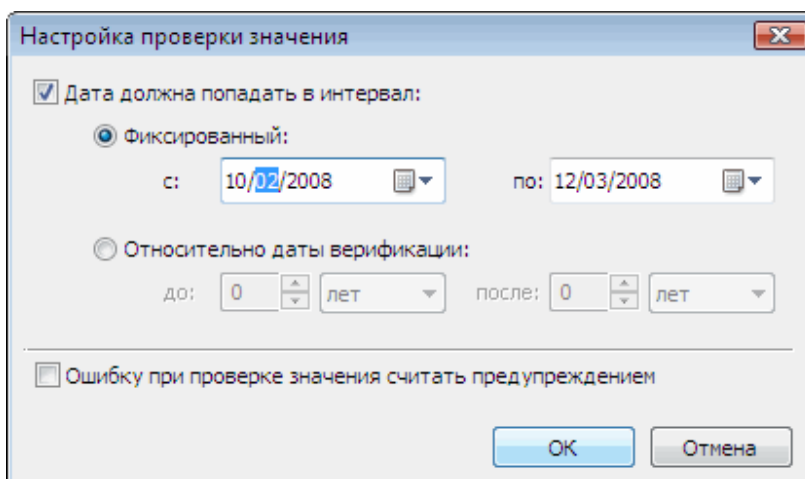 Настройка проверки значения
Дата должна попадать в интервал:
Фиксированный:
с: 10/02/2008 по: 12/03/2008
Относительно даты верификации:
до: 0 лет после: 0 лет
Ошибку при проверке значения считать предупреждением
ОК Отмена